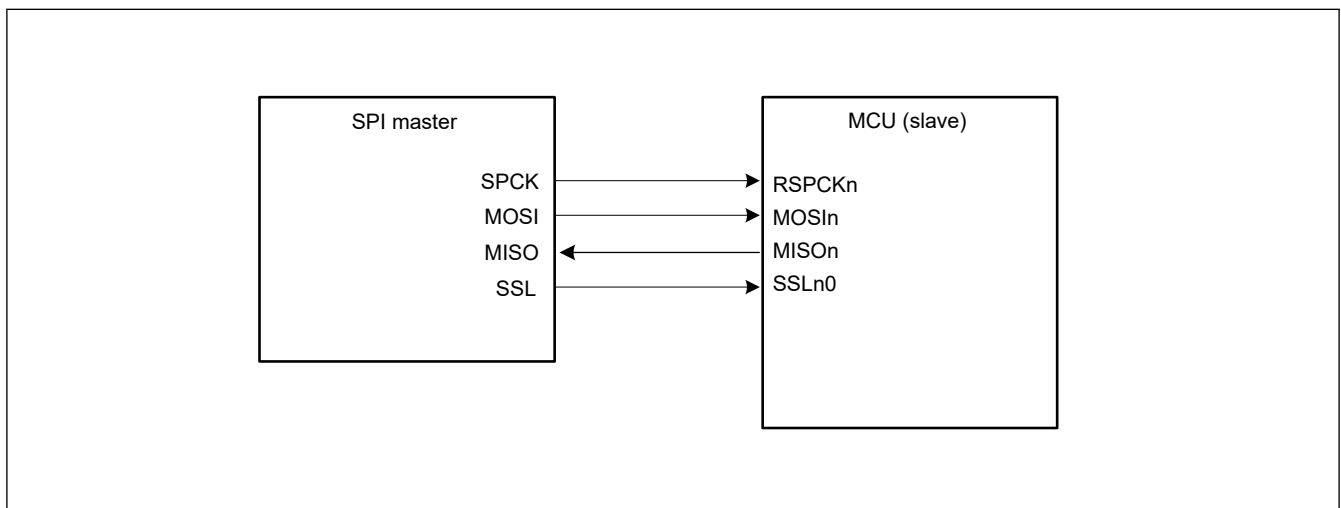 SPI master
SPCK
MOSI
MISO
SSL
MCU (slave)
RSPCKn
MOSIn
MISOn
SSLn0